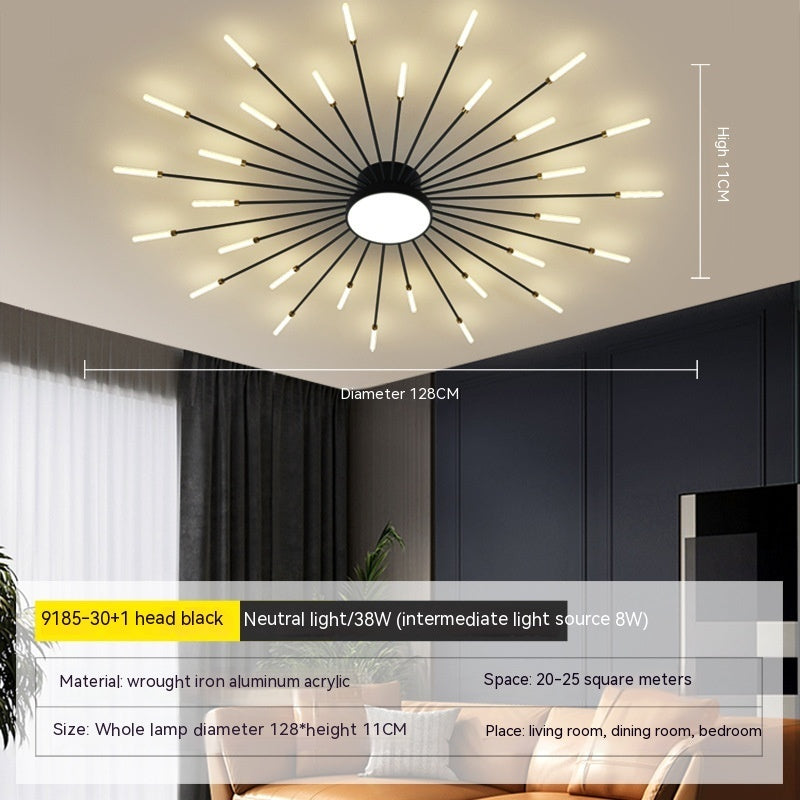 High 11CM
Diameter 128CM
9185-30+1 head black Neutral light/38W (intermediate light source 8W)
Material: wrought iron aluminum acrylic Space: 20-25 square meters
Size: Whole lamp diameter 128*height 11CM Place: living room, dining room, bedroom